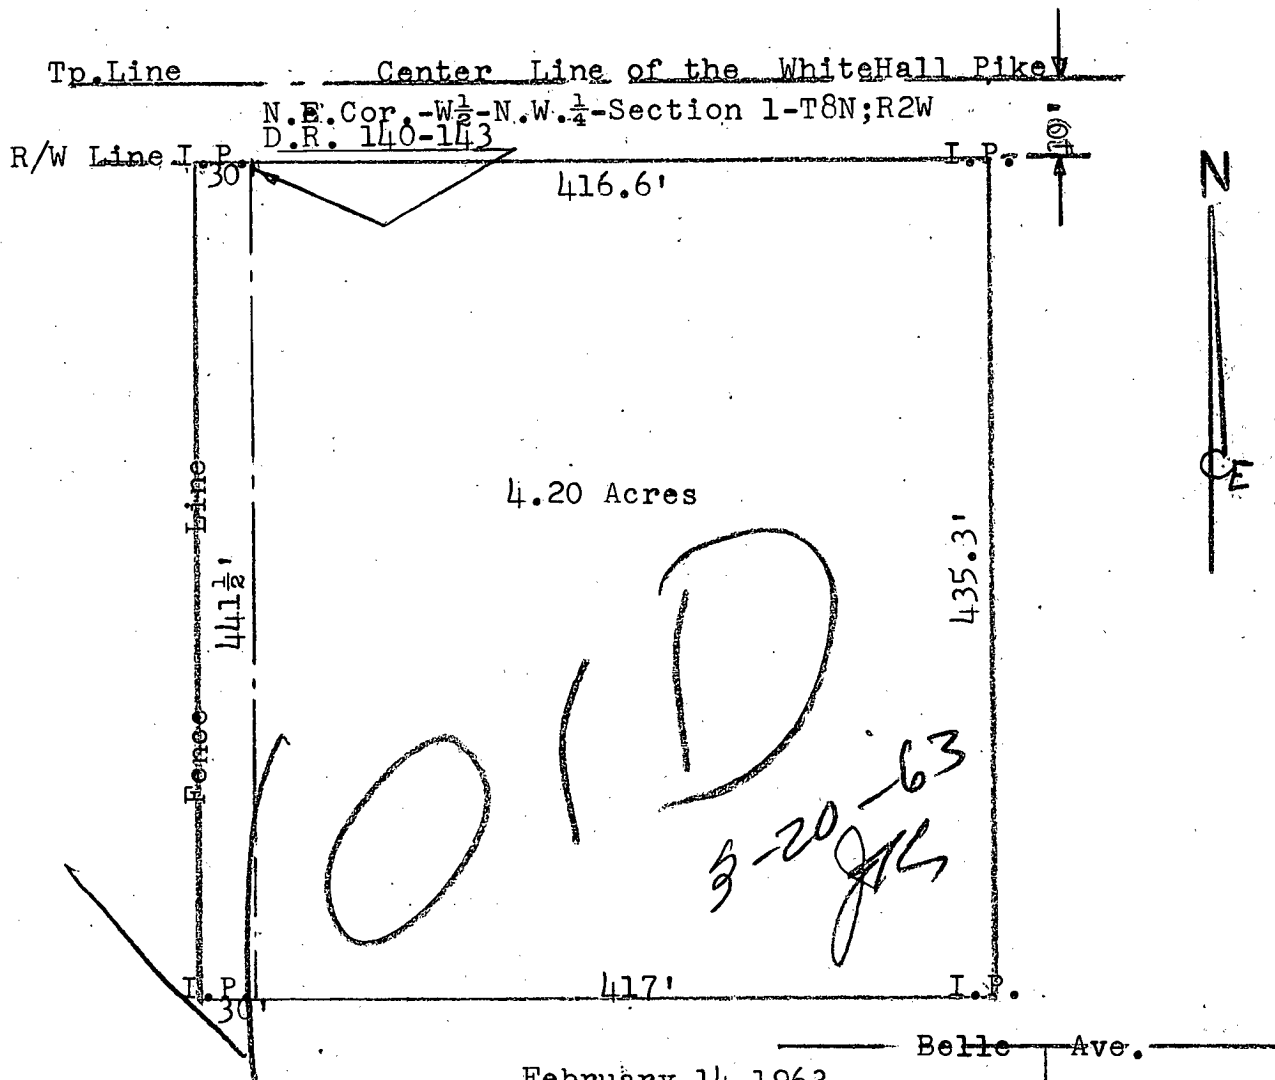 Tp.Line - Center Line of the WhiteHall Pike
N.E.Cor.-W½-N.W.¼-Section 1-T8N;R2W
D.R. 140-143
R/W Line I.P. I.P.
30'
416.6'
N
E
4.20 Acres
Fence Line
441½'
435.3'
VOID
3-20-63
I.P. 417' I.P.
30'
Belle Ave.
February 14 1963